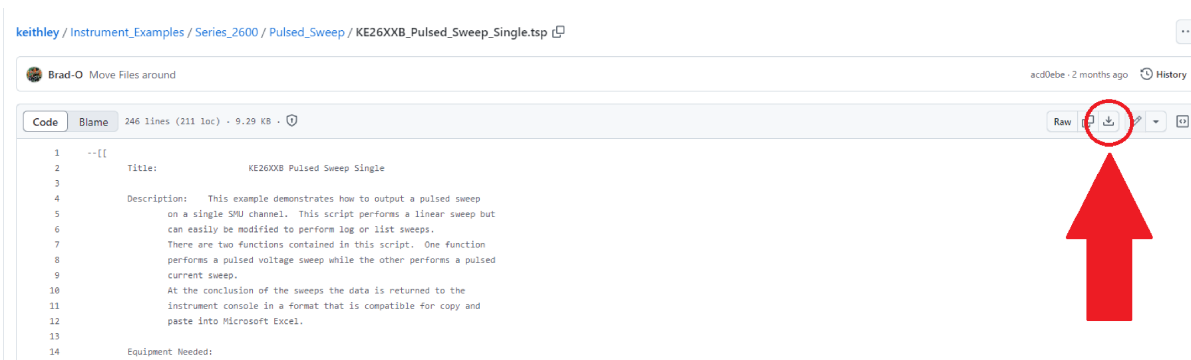 keithley / Instrument_Examples / Series_2600 / Pulsed_Sweep / KE26XXB_Pulsed_Sweep_Single.tsp
Brad-O Move Files around acd0ebe · 2 months ago History
Code Blame 246 lines (211 loc) · 9.29 KB · Raw
1 --[[
2 Title: KE26XXB Pulsed Sweep Single
3
4 Description: This example demonstrates how to output a pulsed sweep
5 on a single SMU channel. This script performs a linear sweep but
6 can easily be modified to perform log or list sweeps.
7 There are two functions contained in this script. One function
8 performs a pulsed voltage sweep while the other performs a pulsed
9 current sweep.
10 At the conclusion of the sweeps the data is returned to the
11 instrument console in a format that is compatible for copy and
12 paste into Microsoft Excel.
13
14 Equipment Needed: